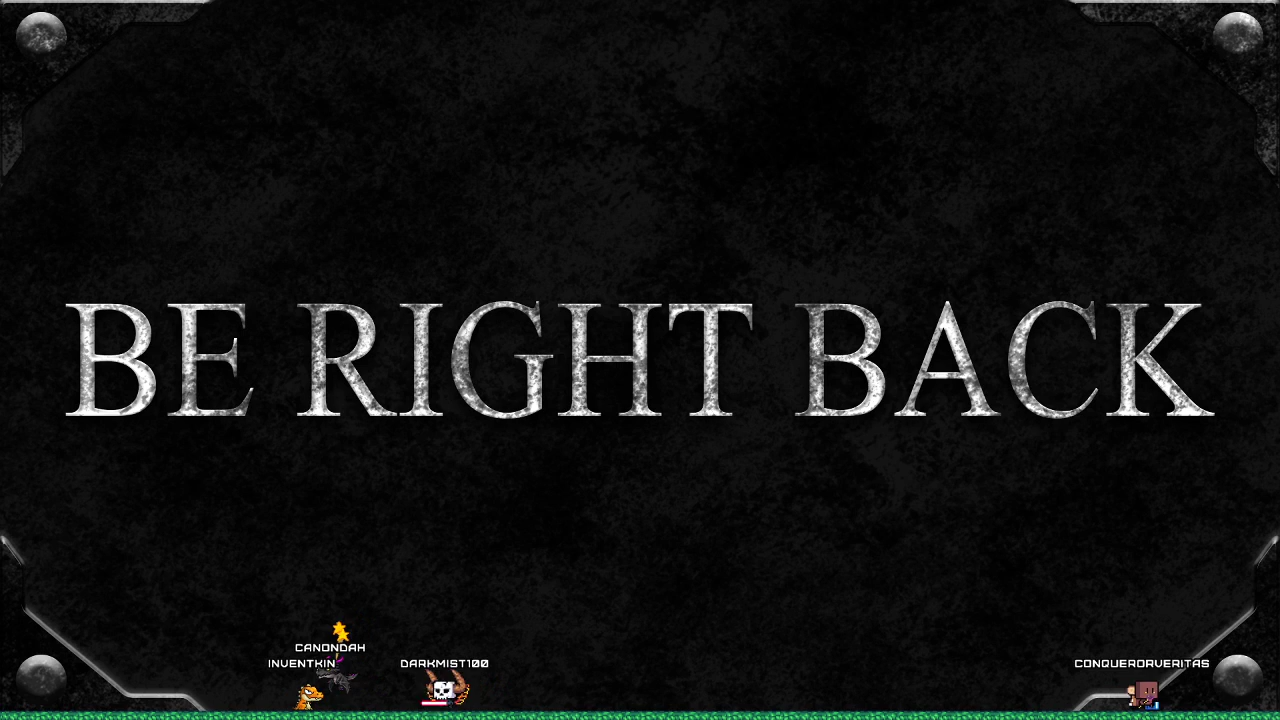 BE RIGHT BACK
CANONDAH
INVENTKIN
DARKMIST100
CONQUERORVERITAS